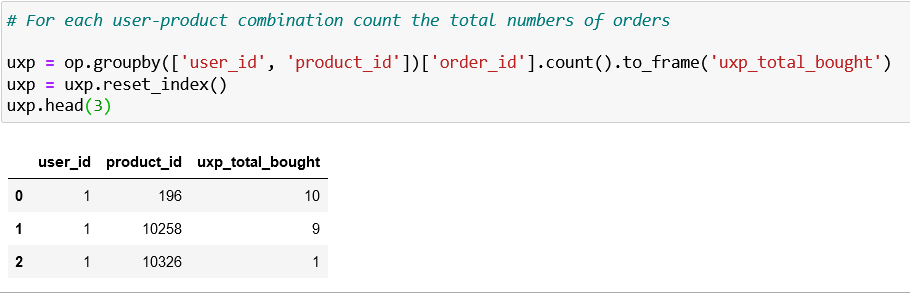 # For each user-product combination count the total numbers of orders
uxp = op.groupby(['user_id', 'product_id'])['order_id'].count().to_frame('uxp_total_bought')
uxp = uxp.reset_index()
uxp.head(3)
user_id product_id uxp_total_bought
0 1 196 10
1 1 10258 9
2 1 10326 1